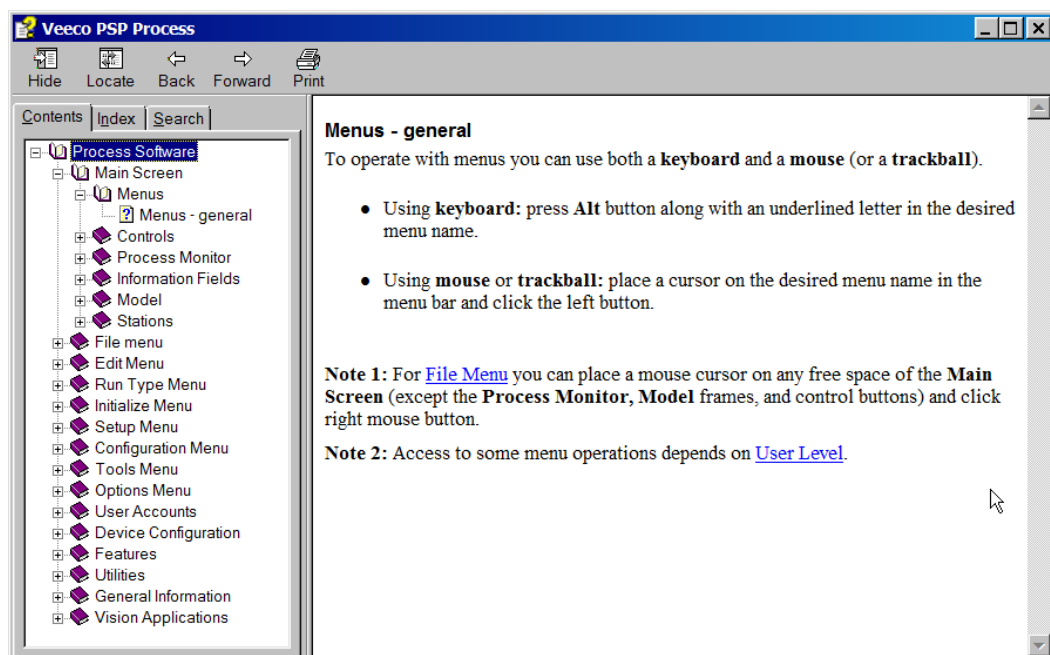 Veeco PSP Process
Hide Locate Back Forward Print
Contents Index Search
Process Software
Main Screen
Menus
Menus - general
Controls
Process Monitor
Information Fields
Model
Stations
File menu
Edit Menu
Run Type Menu
Initialize Menu
Setup Menu
Configuration Menu
Tools Menu
Options Menu
User Accounts
Device Configuration
Features
Utilities
General Information
Vision Applications
Menus - general
To operate with menus you can use both a keyboard and a mouse (or a trackball).
● Using keyboard: press Alt button along with an underlined letter in the desired
menu name.
● Using mouse or trackball: place a cursor on the desired menu name in the
menu bar and click the left button.
Note 1: For File Menu you can place a mouse cursor on any free space of the Main
Screen (except the Process Monitor, Model frames, and control buttons) and click
right mouse button.
Note 2: Access to some menu operations depends on User Level.